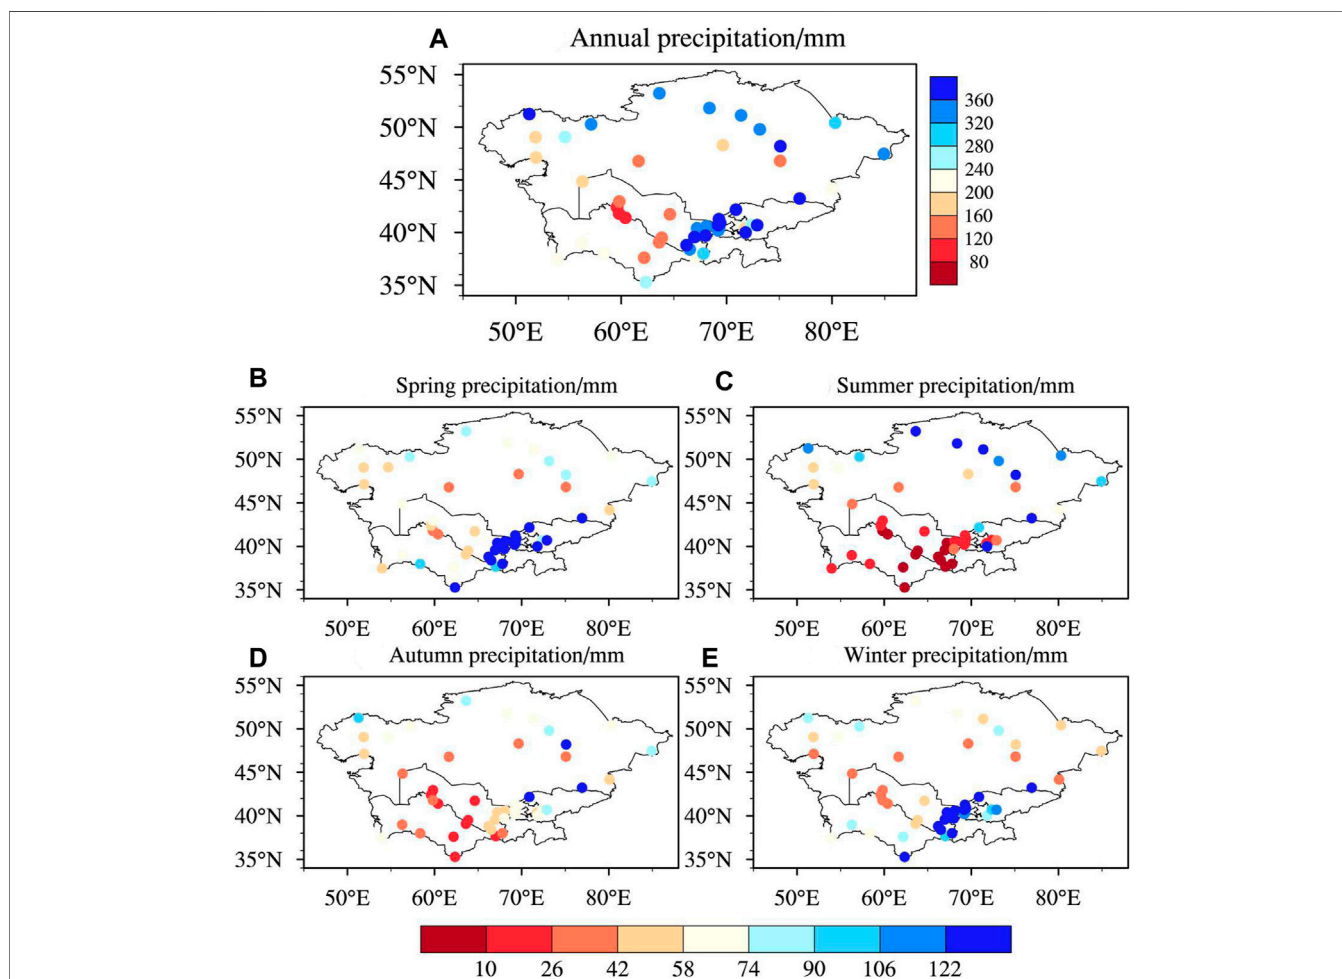 A
Annual precipitation/mm
55°N
50°N
45°N
40°N
35°N
50°E 60°E 70°E 80°E
360
320
280
240
200
160
120
80
B
Spring precipitation/mm
55°N
50°N
45°N
40°N
35°N
50°E 60°E 70°E 80°E
C
Summer precipitation/mm
55°N
50°N
45°N
40°N
35°N
50°E 60°E 70°E 80°E
D
Autumn precipitation/mm
55°N
50°N
45°N
40°N
35°N
50°E 60°E 70°E 80°E
E
Winter precipitation/mm
55°N
50°N
45°N
40°N
35°N
50°E 60°E 70°E 80°E
10 26 42 58 74 90 106 122